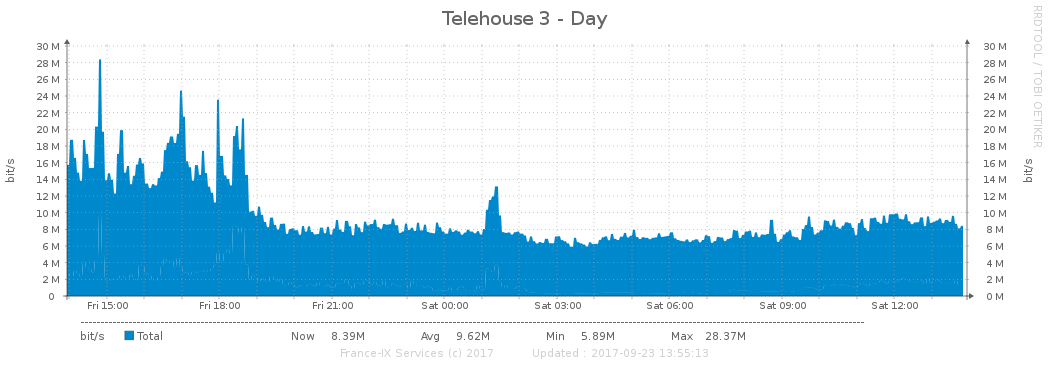 Telehouse 3 - Day
RRDTOOL / TOBI OETIKER
bit/s
30 M
28 M
26 M
24 M
22 M
20 M
18 M
16 M
14 M
12 M
10 M
8 M
6 M
4 M
2 M
0
30 M
28 M
26 M
24 M
22 M
20 M
18 M
16 M
14 M
12 M
10 M
8 M
6 M
4 M
2 M
0 M
bit/s
Fri 15:00 Fri 18:00 Fri 21:00 Sat 00:00 Sat 03:00 Sat 06:00 Sat 09:00 Sat 12:00
bit/s Total Now 8.39M Avg 9.62M Min 5.89M Max 28.37M
France-IX Services (c) 2017 Updated : 2017-09-23 13:55:13